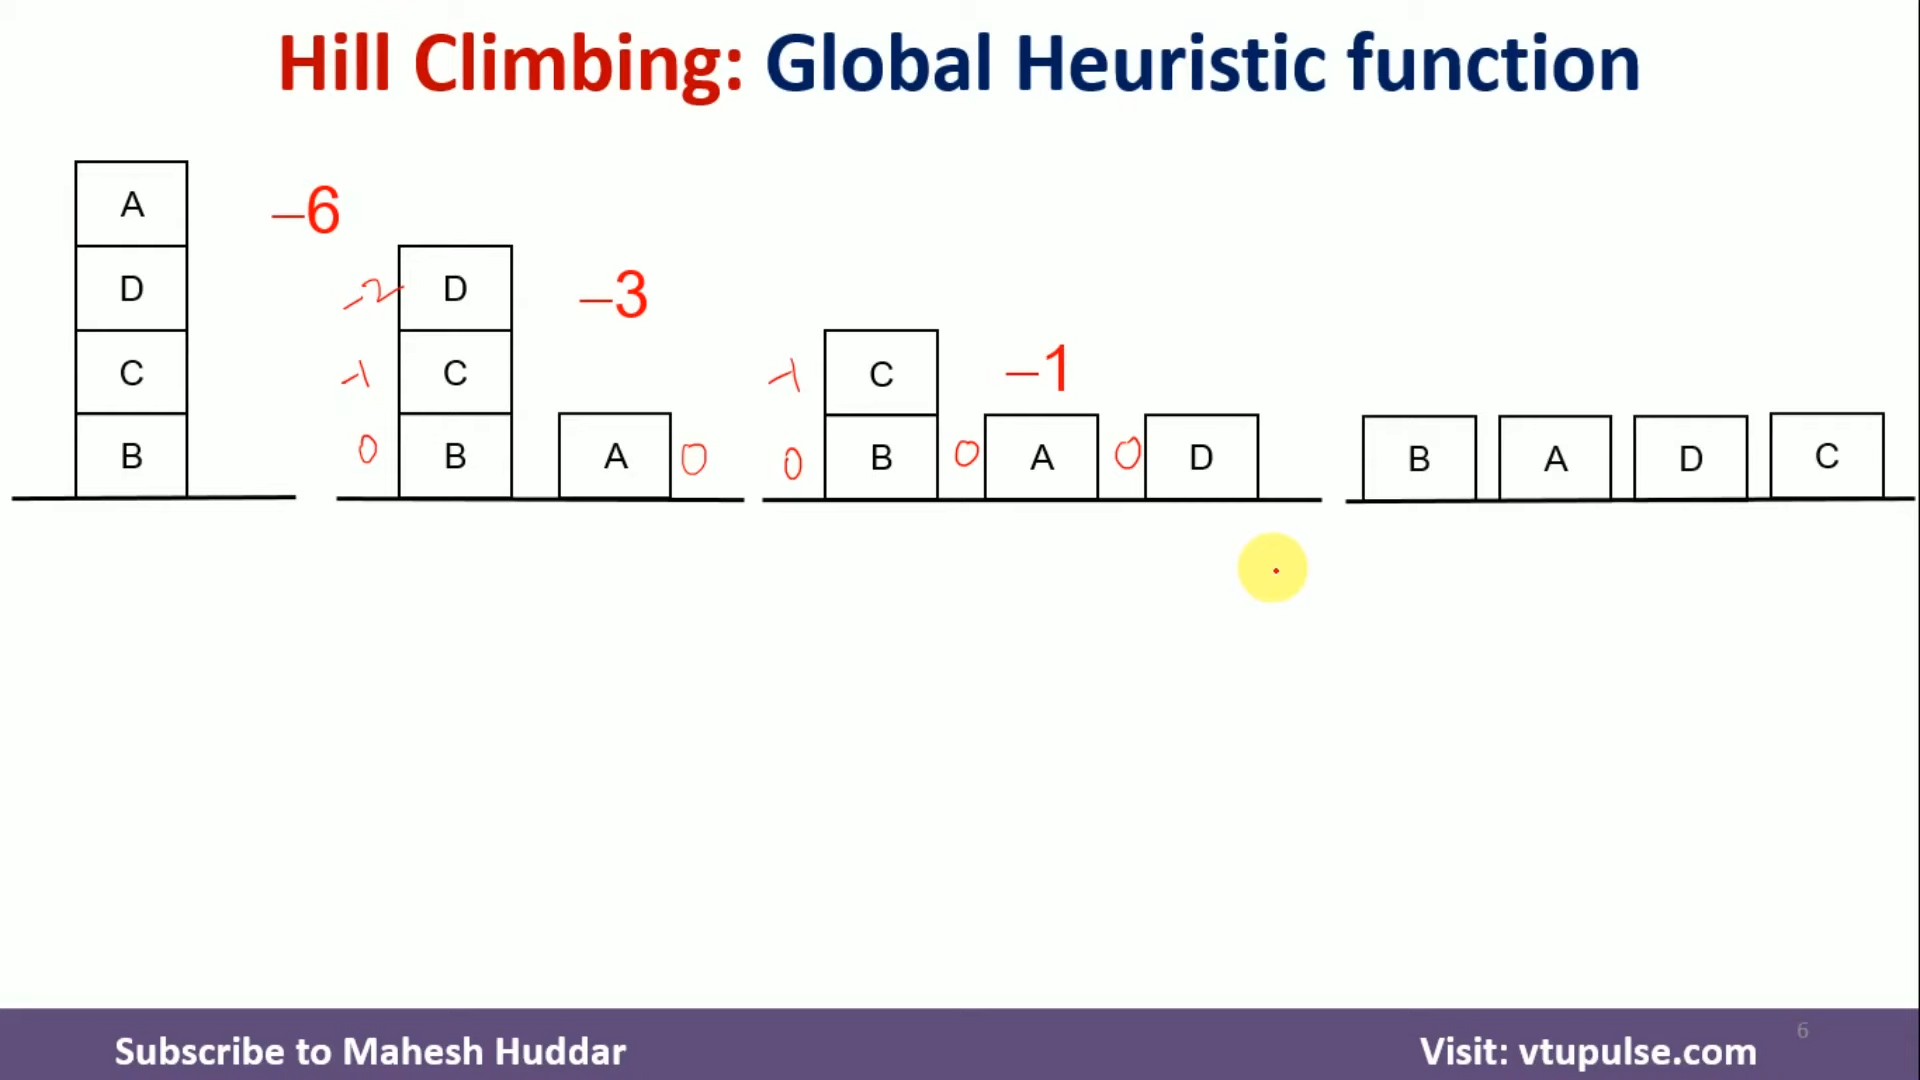 Hill Climbing: Global Heuristic function
A
D
C
B
–6
-2
-1
0
D
C
B
A
0
–3
-1
0
C
B
0
A
0
D
–1
B
A
D
C
Subscribe to Mahesh Huddar
Visit: vtupulse.com
6